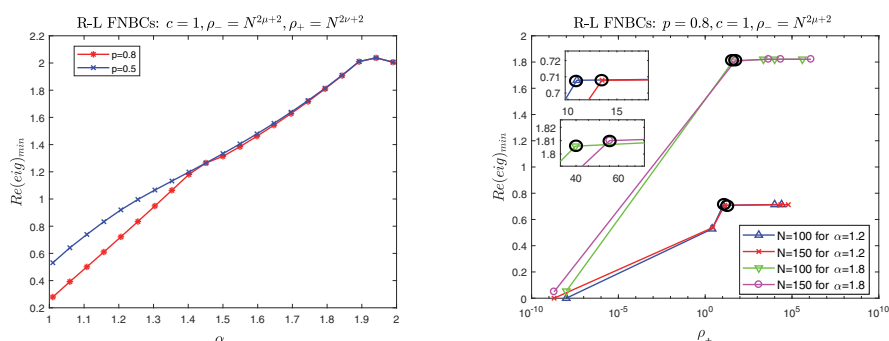 R-L FNBCs: c = 1, ρ₋ = N^{2μ+2}, ρ₊ = N^{2ν+2}
Re(eig)_{min}
2.2
2
1.8
1.6
1.4
1.2
1
0.8
0.6
0.4
0.2
p=0.8
p=0.5
1 1.1 1.2 1.3 1.4 1.5 1.6 1.7 1.8 1.9 2
α
R-L FNBCs: p = 0.8, c = 1, ρ₋ = N^{2μ+2}
Re(eig)_{min}
2
1.8
1.6
1.4
1.2
1
0.8
0.6
0.4
0.2
0
0.72
0.71
0.7
10 15
1.82
1.81
1.8
40 60
N=100 for α=1.2
N=150 for α=1.2
N=100 for α=1.8
N=150 for α=1.8
10^{-10} 10^{-5} 10^{0} 10^{5} 10^{10}
ρ₊